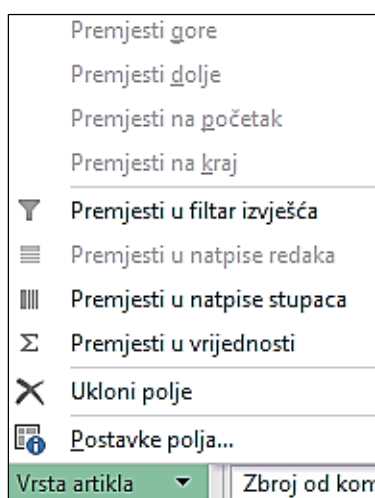 Premjesti gore
Premjesti dolje
Premjesti na početak
Premjesti na kraj
Premjesti u filtar izvješća
Premjesti u natpise redaka
Premjesti u natpise stupaca
Premjesti u vrijednosti
Ukloni polje
Postavke polja...
Vrsta artikla Zbroj od kom